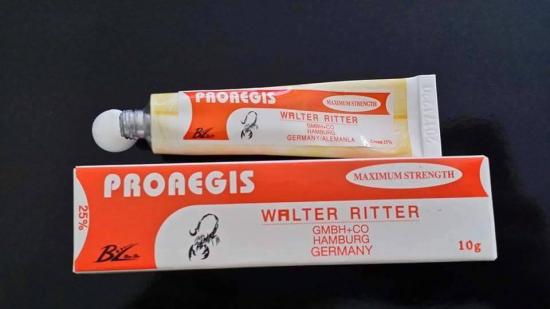 PROAEGIS
MAXIMUM STRENGTH
WALTER RITTER
GMBH+CO
HAMBURG
GERMANY/ALEMANLA
25%
PROAEGIS
MAXIMUM STRENGTH
25%
WALTER RITTER
GMBH+CO
HAMBURG
GERMANY
10g